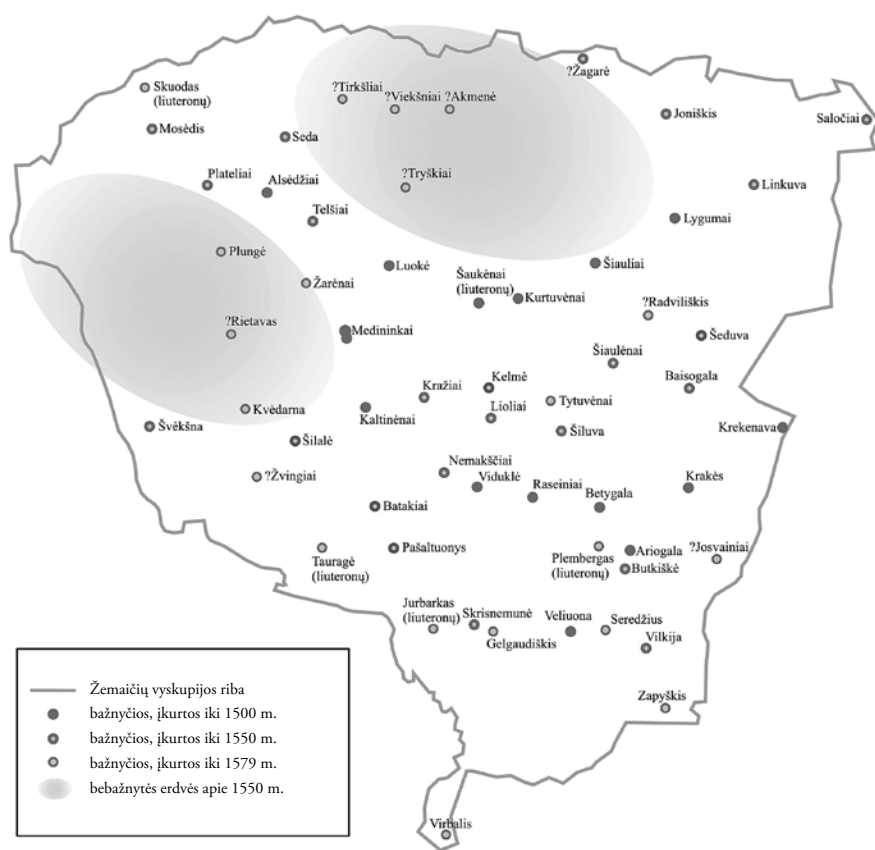 ?Žagarė
Skuodas
(liuteronų)
?Tirkšliai
?Viekšniai
?Akmenė
Joniškis
Saločiai
Mosėdis
Seda
Plateliai
Alsėdžiai
?Tryškiai
Linkuva
Telšiai
Lygumai
Plungė
Luokė
Šiauliai
Žarėnai
Šaukėnai
(liuteronų)
Kurtuvėnai
?Radviliškis
?Rietavas
Medininkai
Šeduva
Šiaulėnai
Kražiai
Kelmė
Baisogala
Kvėdarna
Kaltinėnai
Lioliai
Tytuvėnai
Švėkšna
Šilalė
Šiluva
Krekenava
?Žvingiai
Nemakščiai
Viduklė
Raseiniai
Krakės
Betygala
Batakiai
Tauragė
(liuteronų)
Pašaltuonys
Plembergas
(liuteronų)
Ariogala
?Josvainiai
Butkiškė
Jurbarkas
(liuteronų)
Skrisnemunė
Gelgaudiškis
Veliuona
Seredžius
Vilkija
Zapyškis
Virbalis
Žemaičių vyskupijos riba
bažnyčios, įkurtos iki 1500 m.
bažnyčios, įkurtos iki 1550 m.
bažnyčios, įkurtos iki 1579 m.
bebažnytės erdvės apie 1550 m.